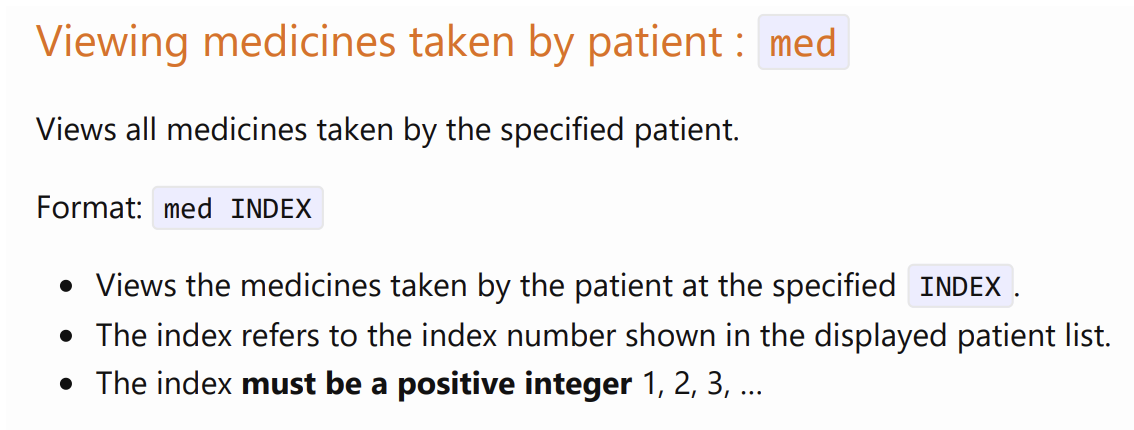 Viewing medicines taken by patient : med
Views all medicines taken by the specified patient.
Format: med INDEX
• Views the medicines taken by the patient at the specified INDEX.
• The index refers to the index number shown in the displayed patient list.
• The index must be a positive integer 1, 2, 3, …